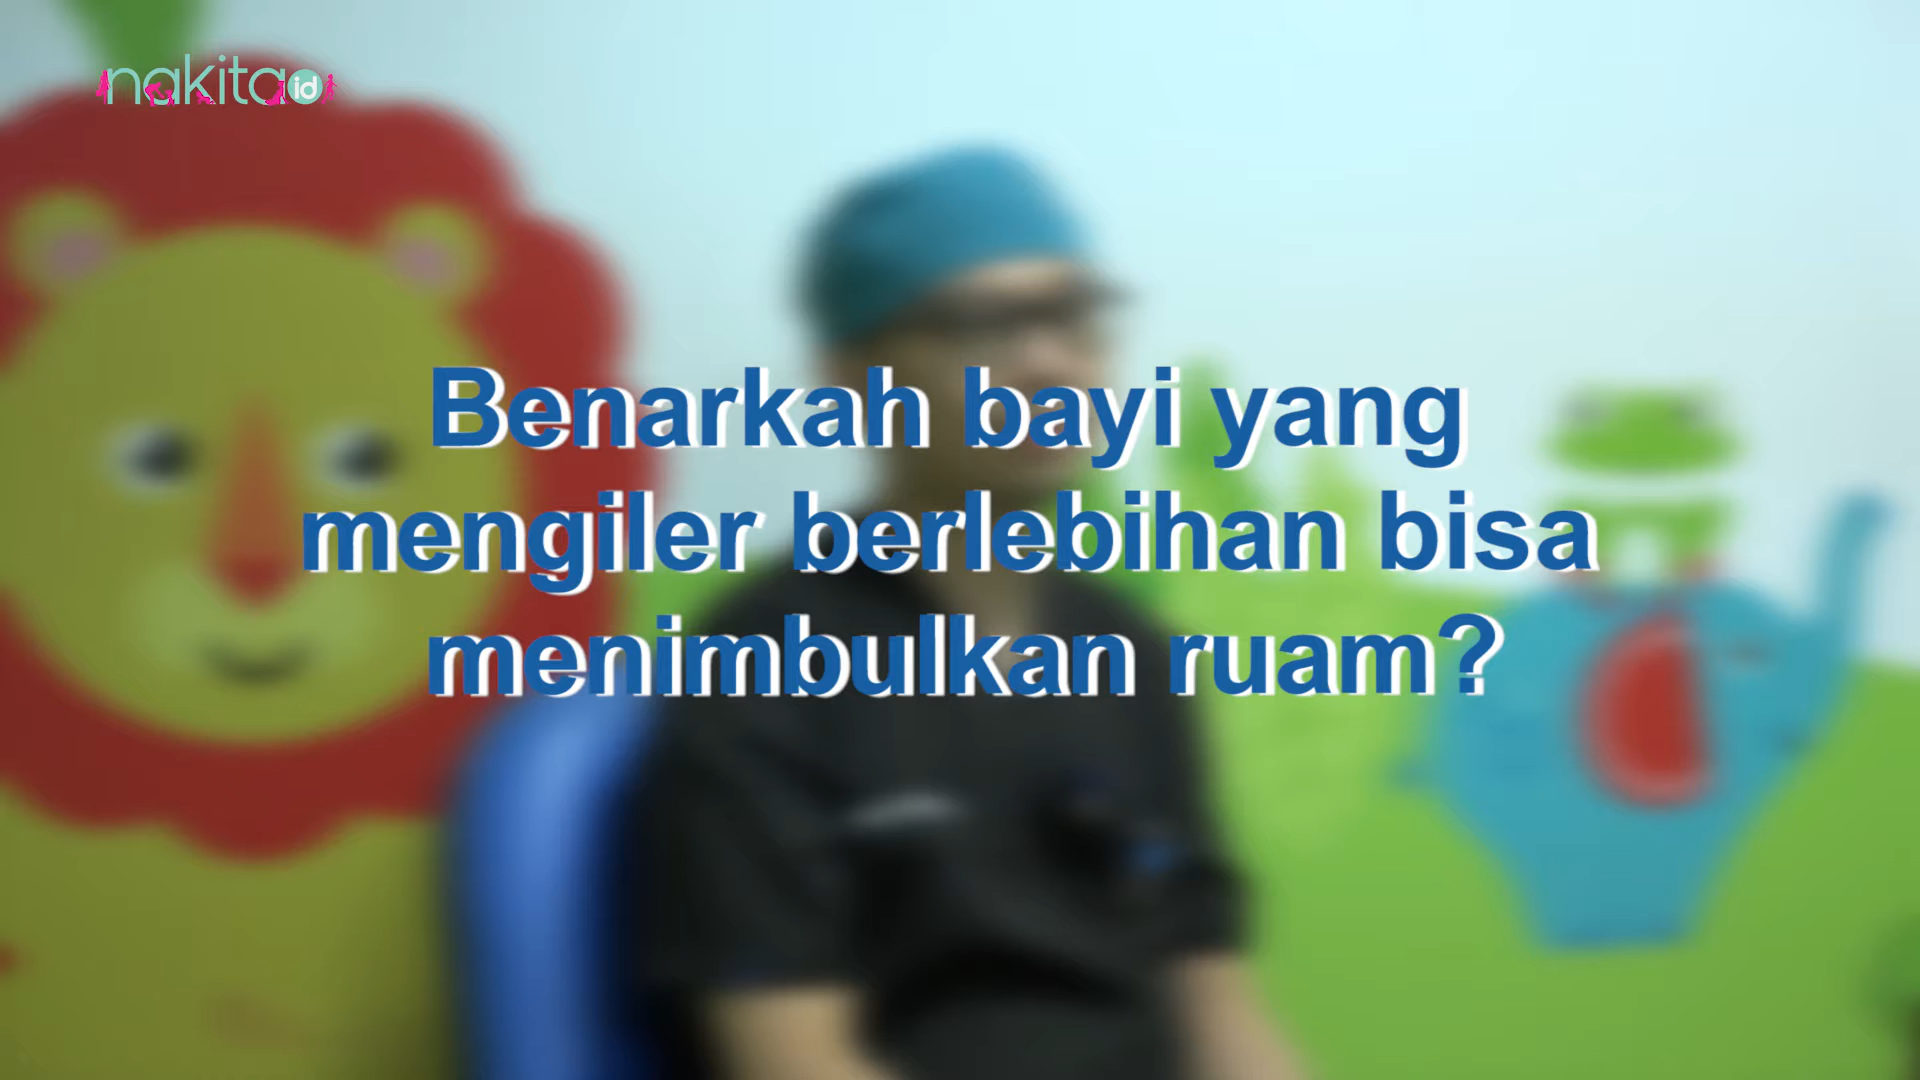 nakita.id
Benarkah bayi yang
mengiler berlebihan bisa
menimbulkan ruam?